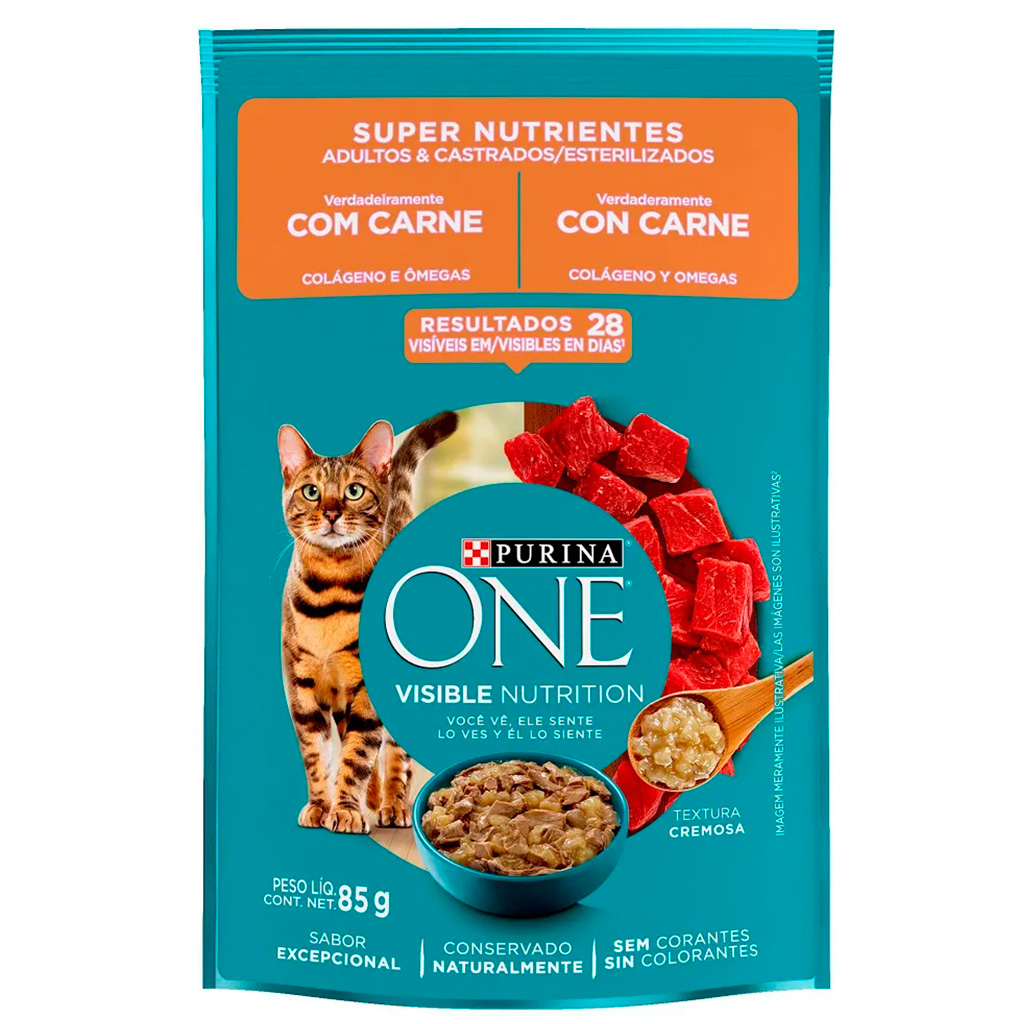 SUPER NUTRIENTES
ADULTOS & CASTRADOS/ESTERILIZADOS
Verdadeiramente
COM CARNE
COLÁGENO E ÔMEGAS
Verdaderamente
CON CARNE
COLÁGENO Y OMEGAS
RESULTADOS 28
VISÍVEIS EM/VISIBLES EN DIAS¹
PURINA
ONE
VISIBLE NUTRITION
VOCÊ VÊ, ELE SENTE
LO VES Y ÉL LO SIENTE
TEXTURA
CREMOSA
IMAGEM MERAMENTE ILUSTRATIVA/LAS IMÁGENES SON ILUSTRATIVAS²
PESO LÍQ.
CONT. NET. 85 g
SABOR
EXCEPCIONAL
CONSERVADO
NATURALMENTE
SEM CORANTES
SIN COLORANTES